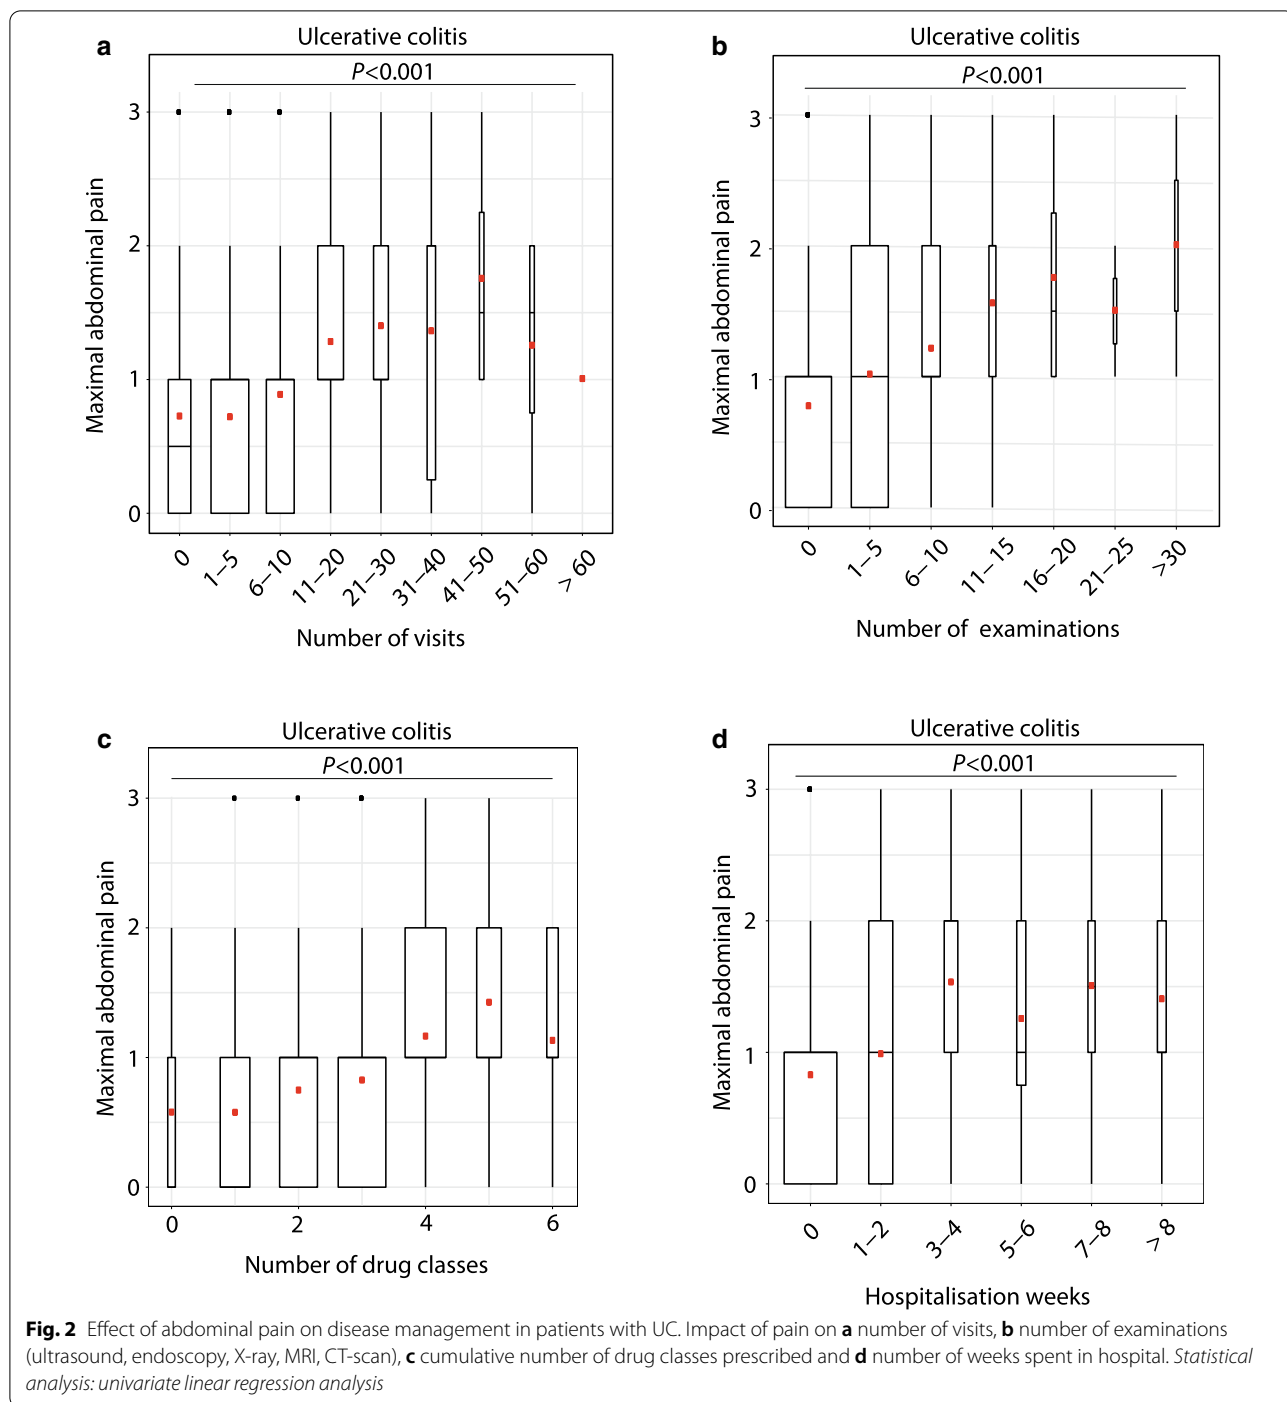 a
Ulcerative colitis
P<0.001
Maximal abdominal pain
3
2
1
0
0
1–5
6–10
11–20
21–30
31–40
41–50
51–60
> 60
Number of visits
b
Ulcerative colitis
P<0.001
Maximal abdominal pain
3
2
1
0
0
1–5
6–10
11–15
16–20
21–25
>30
Number of examinations
c
Ulcerative colitis
P<0.001
Maximal abdominal pain
3
2
1
0
0
2
4
6
Number of drug classes
d
Ulcerative colitis
P<0.001
Maximal abdominal pain
3
2
1
0
0
1–2
3–4
5–6
7–8
> 8
Hospitalisation weeks
Fig. 2 Effect of abdominal pain on disease management in patients with UC. Impact of pain on a number of visits, b number of examinations
(ultrasound, endoscopy, X-ray, MRI, CT-scan), c cumulative number of drug classes prescribed and d number of weeks spent in hospital. Statistical
analysis: univariate linear regression analysis